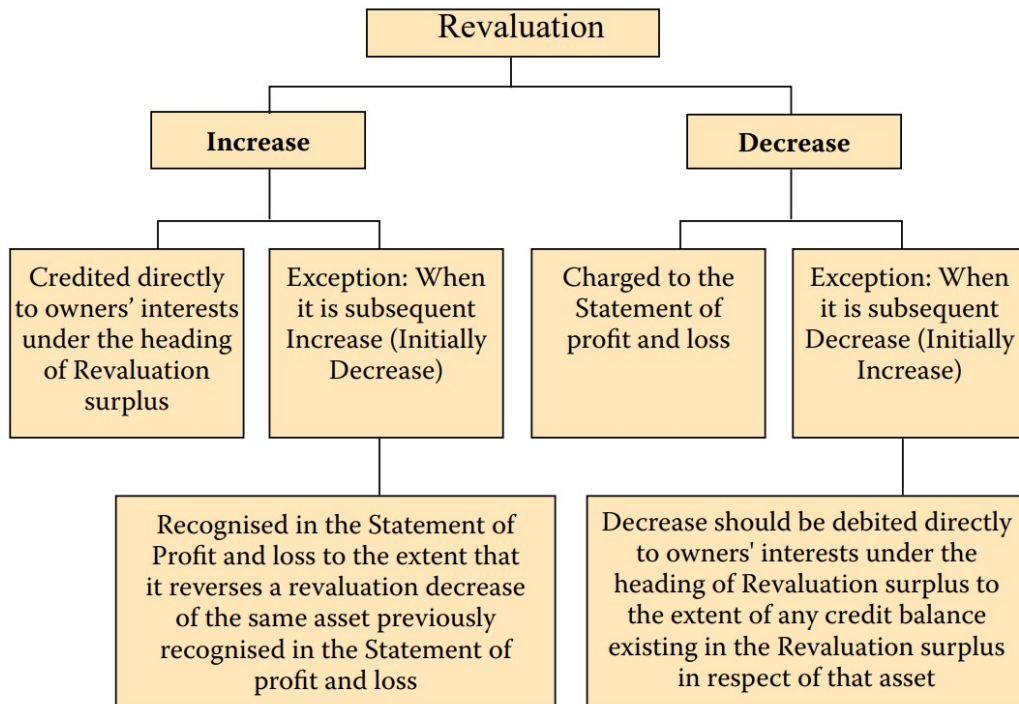 Revaluation
Increase
Decrease
Credited directly
to owners’ interests
under the heading
of Revaluation
surplus
Exception: When
it is subsequent
Increase (Initially
Decrease)
Charged to the
Statement of
profit and loss
Exception: When
it is subsequent
Decrease (Initially
Increase)
Recognised in the Statement of
Profit and loss to the extent that
it reverses a revaluation decrease
of the same asset previously
recognised in the Statement of
profit and loss
Decrease should be debited directly
to owners' interests under the
heading of Revaluation surplus to
the extent of any credit balance
existing in the Revaluation surplus
in respect of that asset